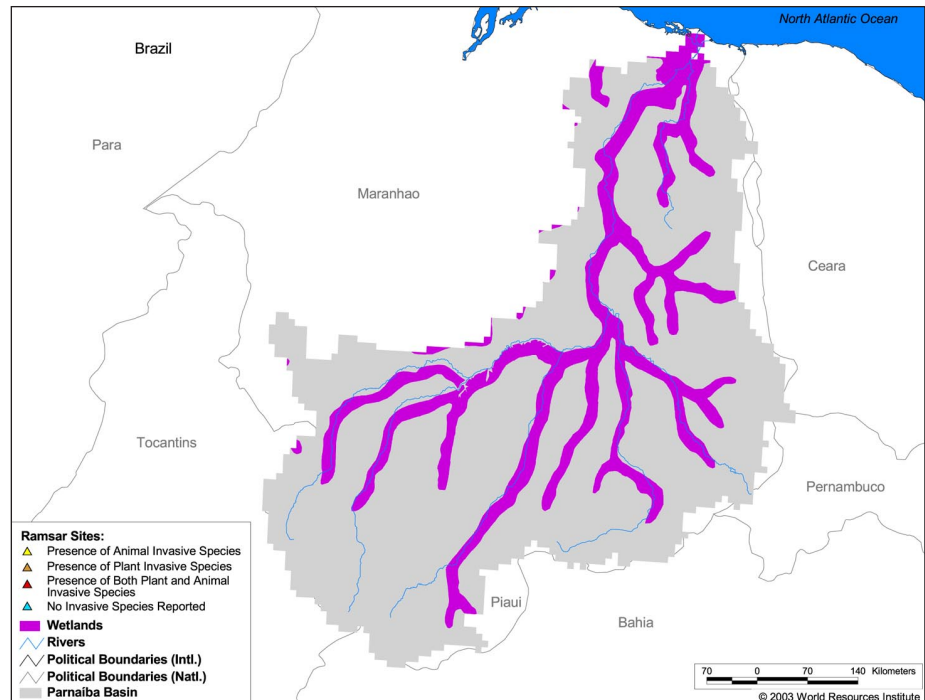 North Atlantic Ocean
Brazil
Para
Maranhao
Ceara
Tocantins
Pernambuco
Piaui
Bahia
Ramsar Sites:
Presence of Animal Invasive Species
Presence of Plant Invasive Species
Presence of Both Plant and Animal
Invasive Species
No Invasive Species Reported
Wetlands
Rivers
Political Boundaries (Intl.)
Political Boundaries (Natl.)
Parnaíba Basin
70 0 70 140 Kilometers
© 2003 World Resources Institute